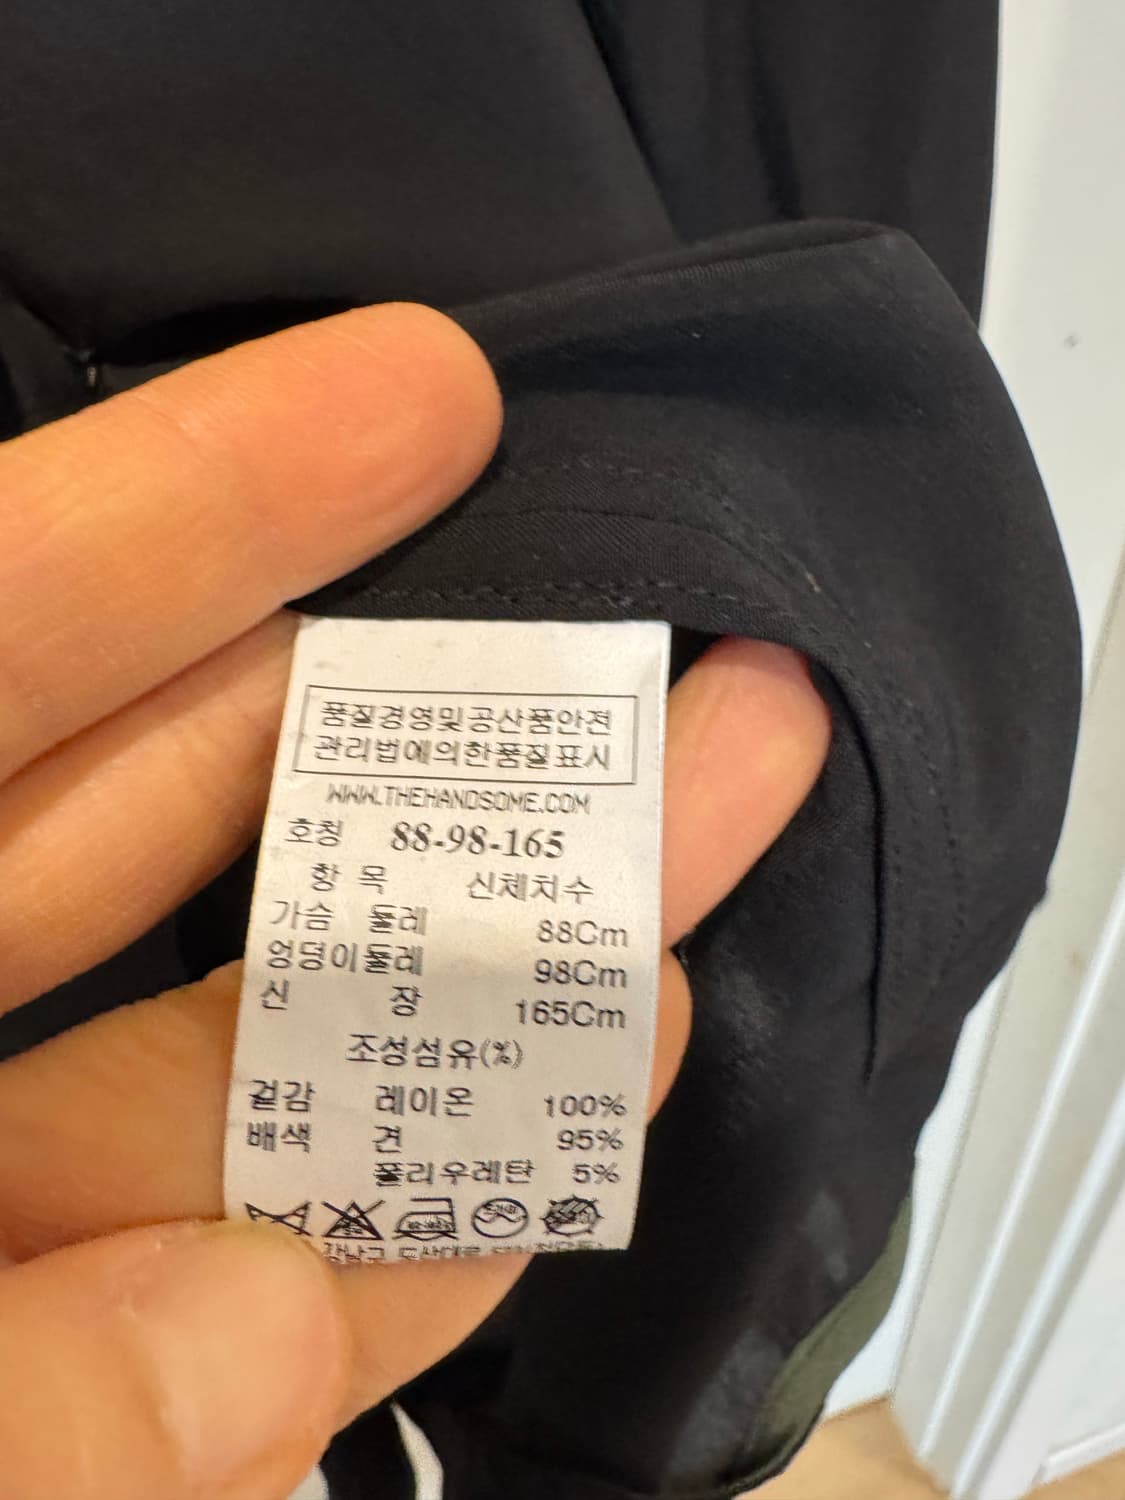 품질경영및공산품안전
관리법에의한품질표시
WWW.THEHANDSOME.COM
호칭 88-98-165
항 목 신체치수
가슴 둘레 88Cm
엉덩이둘레 98Cm
신 장 165Cm
조성섬유(%)
겉감 레이온 100%
배색 견 95%
폴리우레탄 5%
강남구